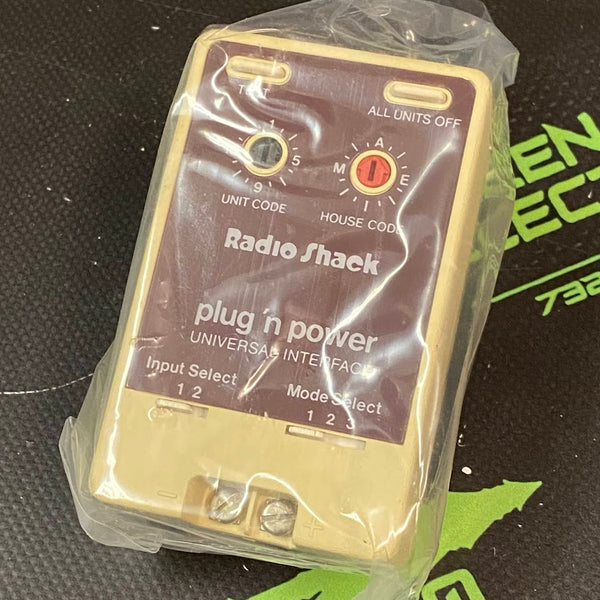 TEST
ALL UNITS OFF
1
5
9
UNIT CODE
A
E
I
M
HOUSE CODE
Radio Shack
plug 'n power
UNIVERSAL INTERFACE
Input Select
1 2
Mode Select
1 2 3
- +
732